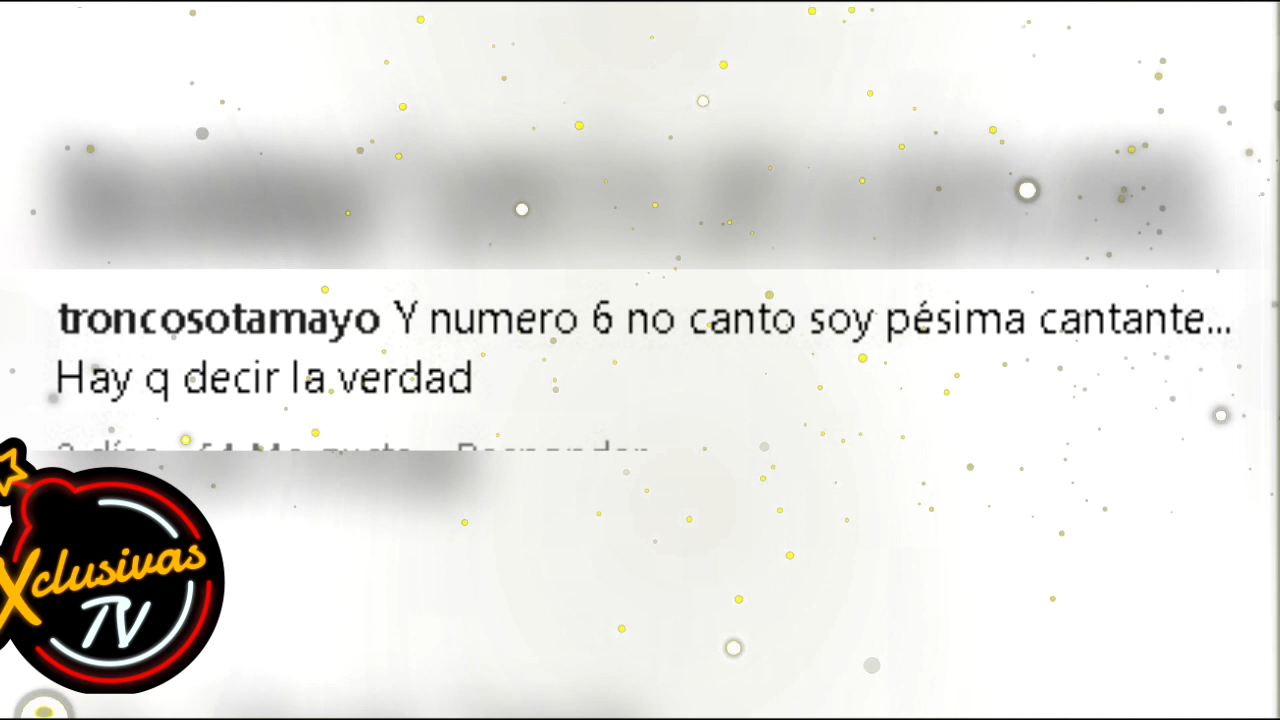 troncosotamayo Y numero 6 no canto soy pésima cantante...
Hay q decir la verdad
Xclusivas
TV